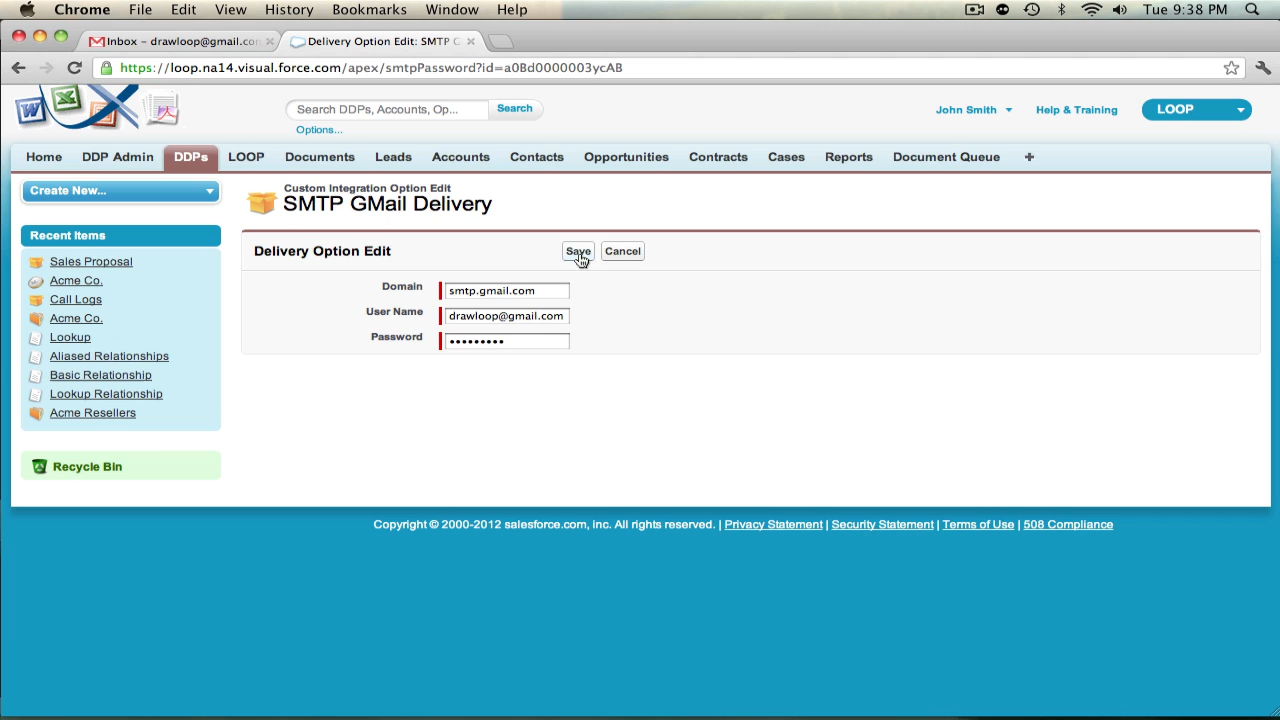 Chrome File Edit View History Bookmarks Window Help Tue 9:38 PM
Inbox – drawloop@gmail.com
Delivery Option Edit: SMTP G
https://loop.na14.visual.force.com/apex/smtpPassword?id=a0Bd0000003ycAB
Search DDPs, Accounts, Op... Search
Options...
John Smith Help & Training LOOP
Home DDP Admin DDPs LOOP Documents Leads Accounts Contacts Opportunities Contracts Cases Reports Document Queue +
Create New...
Recent Items
Sales Proposal
Acme Co.
Call Logs
Acme Co.
Lookup
Aliased Relationships
Basic Relationship
Lookup Relationship
Acme Resellers
Recycle Bin
Custom Integration Option Edit
SMTP GMail Delivery
Delivery Option Edit Save Cancel
Domain smtp.gmail.com
User Name drawloop@gmail.com
Password •••••••••
Copyright © 2000-2012 salesforce.com, inc. All rights reserved. | Privacy Statement | Security Statement | Terms of Use | 508 Compliance